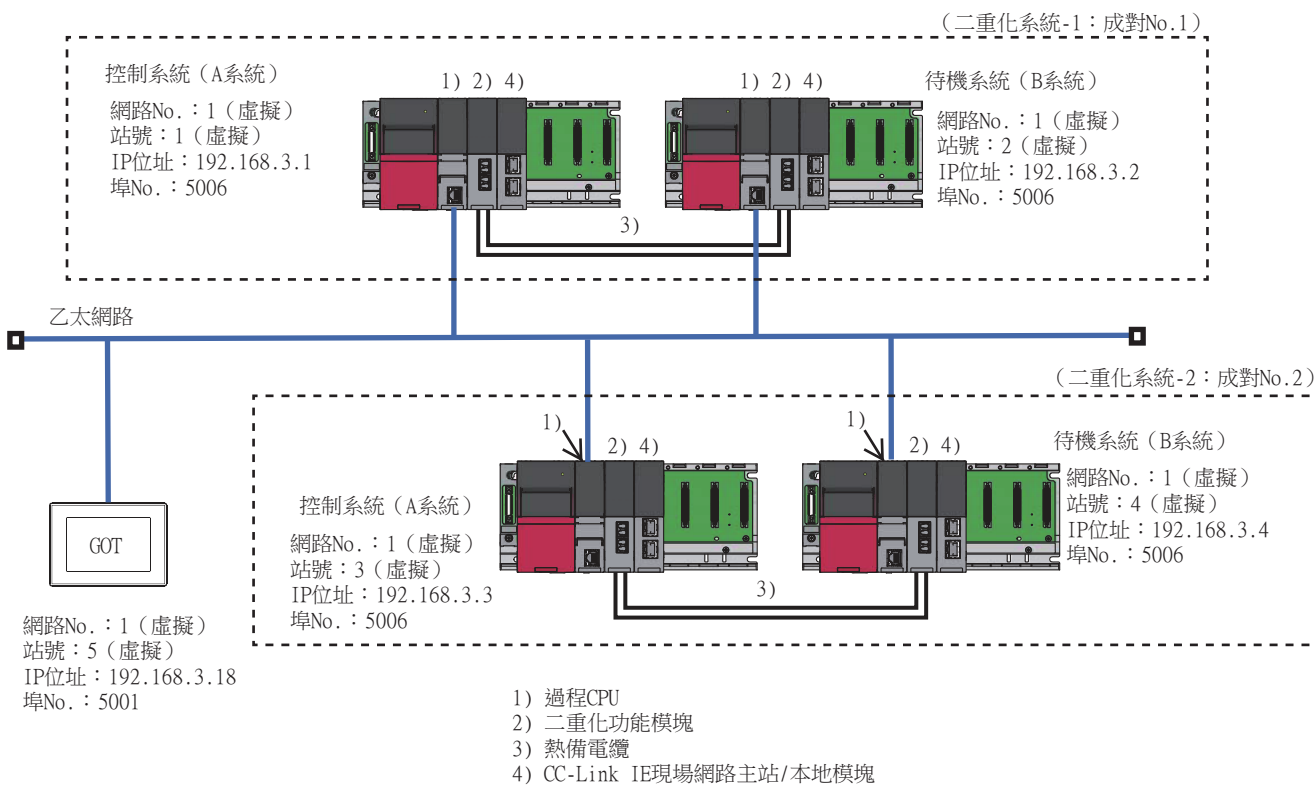 （二重化系統-1：成對No.1）
控制系統（A系統）
網路No.：1（虛擬）
站號：1（虛擬）
IP位址：192.168.3.1
埠No.：5006
1) 2) 4)
1) 2) 4)
待機系統（B系統）
網路No.：1（虛擬）
站號：2（虛擬）
IP位址：192.168.3.2
埠No.：5006
3)
乙太網路
（二重化系統-2：成對No.2）
1)
2) 4)
1)
2) 4)
待機系統（B系統）
網路No.：1（虛擬）
站號：4（虛擬）
IP位址：192.168.3.4
埠No.：5006
控制系統（A系統）
網路No.：1（虛擬）
站號：3（虛擬）
IP位址：192.168.3.3
埠No.：5006
3)
GOT
網路No.：1（虛擬）
站號：5（虛擬）
IP位址：192.168.3.18
埠No.：5001
1) 過程CPU
2) 二重化功能模塊
3) 熱備電纜
4) CC-Link IE現場網路主站/本地模塊